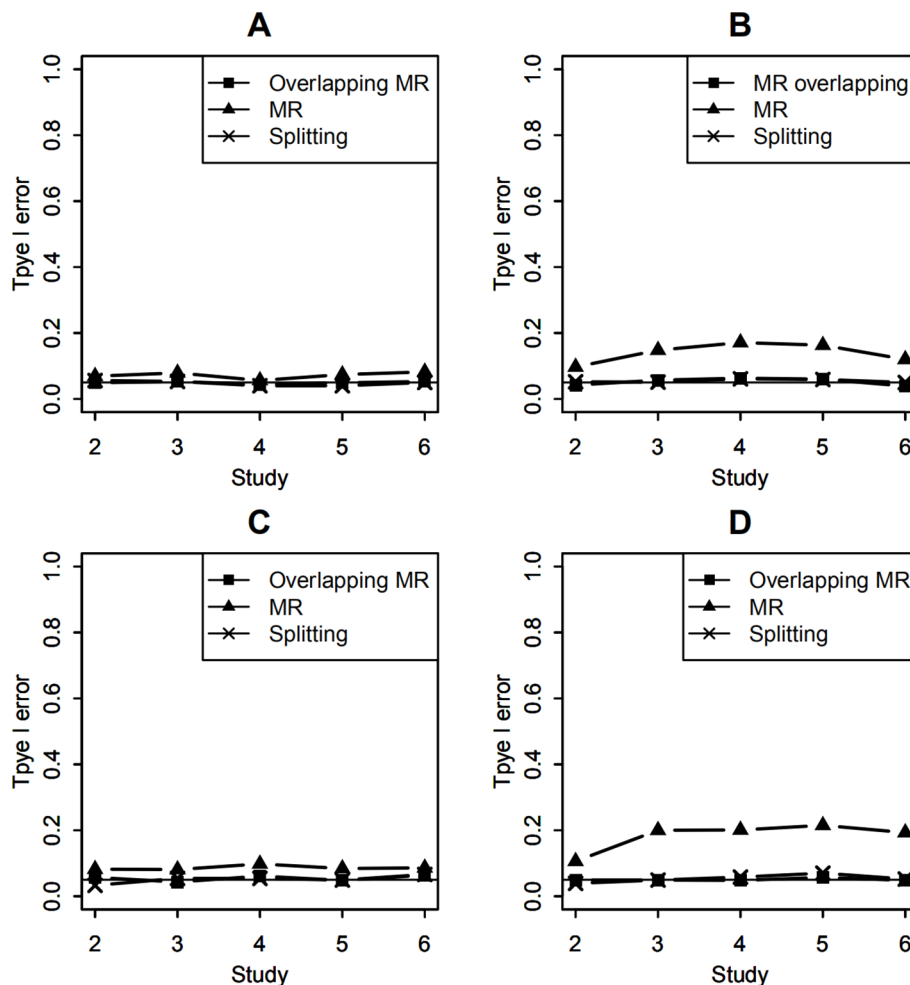 A
Overlapping MR
MR
Splitting
Tpye I error
1.0
0.8
0.6
0.4
0.2
0.0
2 3 4 5 6
Study
B
MR overlapping
MR
Splitting
Tpye I error
1.0
0.8
0.6
0.4
0.2
0.0
2 3 4 5 6
Study
C
Overlapping MR
MR
Splitting
Tpye I error
1.0
0.8
0.6
0.4
0.2
0.0
2 3 4 5 6
Study
D
Overlapping MR
MR
Splitting
Tpye I error
1.0
0.8
0.6
0.4
0.2
0.0
2 3 4 5 6
Study